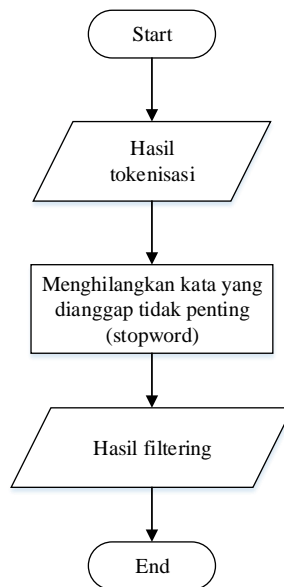 Start
Hasil
tokenisasi
Menghilangkan kata yang
dianggap tidak penting
(stopword)
Hasil filtering
End